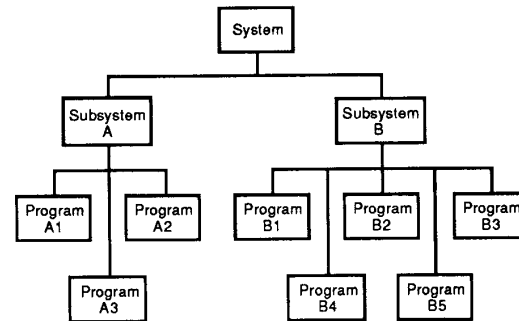 System
Subsystem
A
Subsystem
B
Program
A1
Program
A2
Program
B1
Program
B2
Program
B3
Program
A3
Program
B4
Program
B5